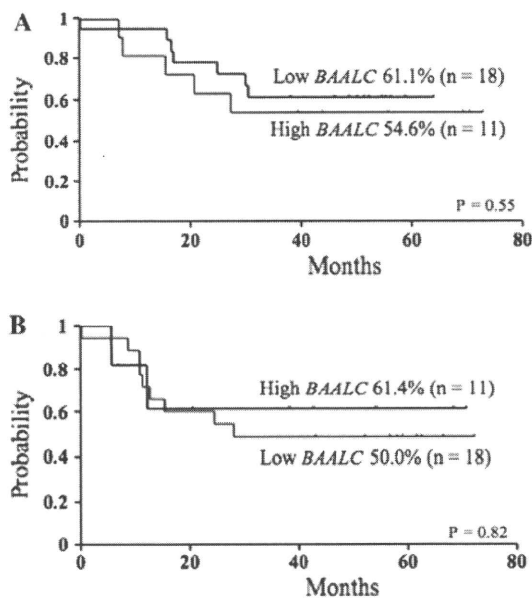 A
1
0.8
0.6
0.4
0.2
0
Probability
Low BAALC 61.1% (n = 18)
High BAALC 54.6% (n = 11)
P = 0.55
0 20 40 60 80
Months
B
1
0.8
0.6
0.4
0.2
0
Probability
High BAALC 61.4% (n = 11)
Low BAALC 50.0% (n = 18)
P = 0.82
0 20 40 60 80
Months